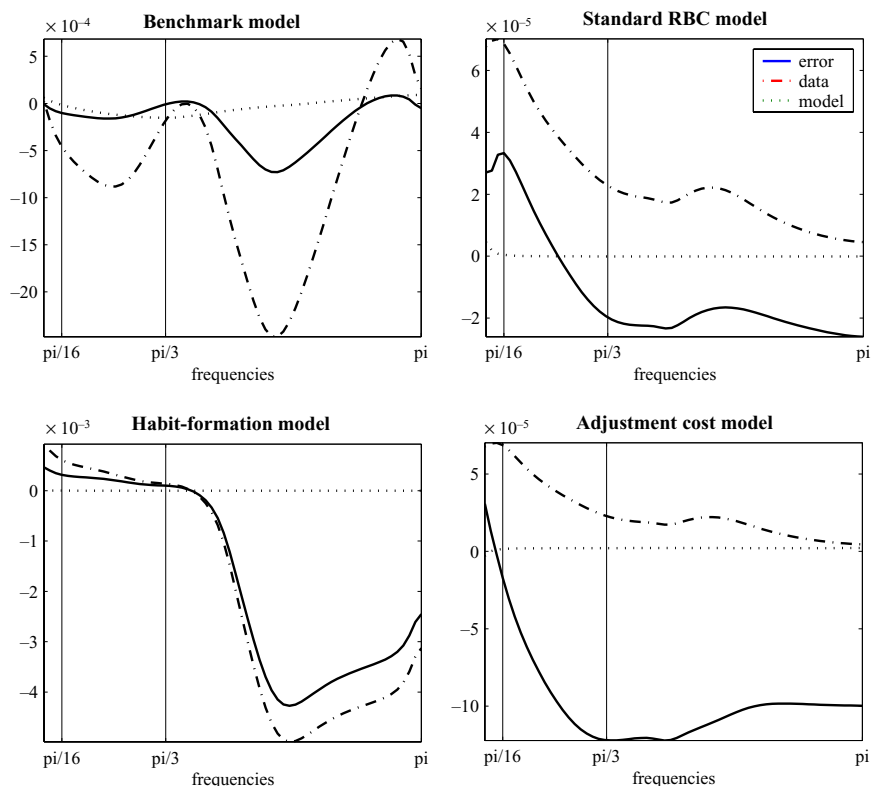 Benchmark model
× 10⁻⁴
5
0
−5
−10
−15
−20
pi/16
pi/3
pi
frequencies
Standard RBC model
× 10⁻⁵
6
4
2
0
−2
error
data
model
pi/16
pi/3
pi
frequencies
Habit-formation model
× 10⁻³
0
−1
−2
−3
−4
pi/16
pi/3
pi
frequencies
Adjustment cost model
× 10⁻⁵
5
0
−5
−10
pi/16
pi/3
pi
frequencies